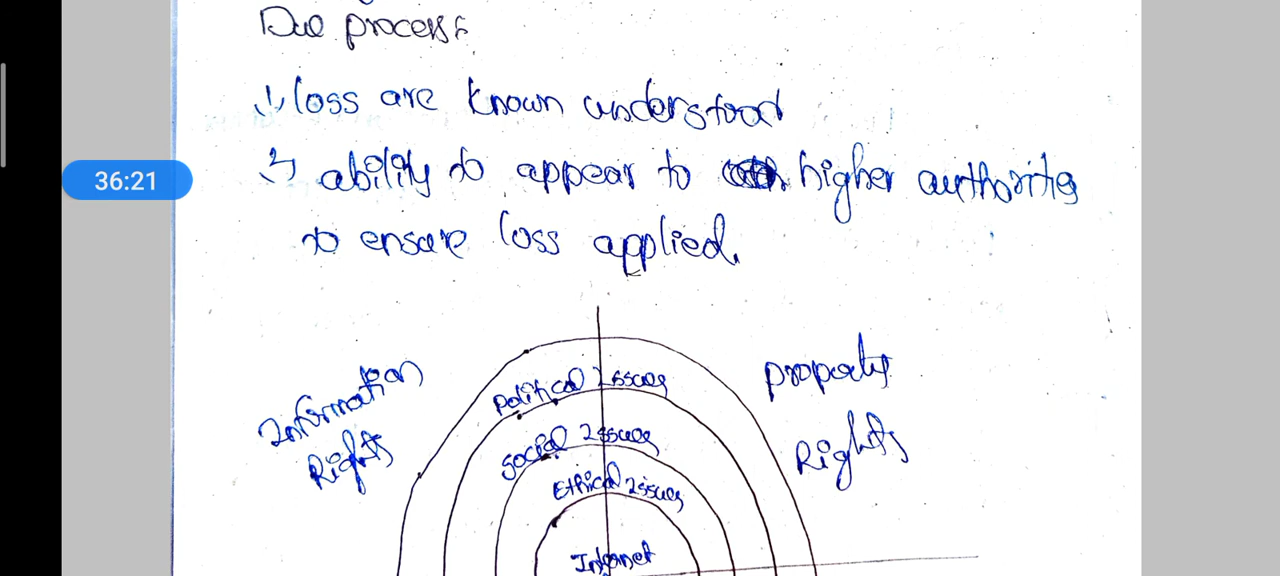 Due process:
1) loss are known understood
2) ability to appear to higher authorities
to ensure loss applied.
36:21
Information
Rights
Property
Rights
Political Issues
Social Issues
Ethical Issues
Internet